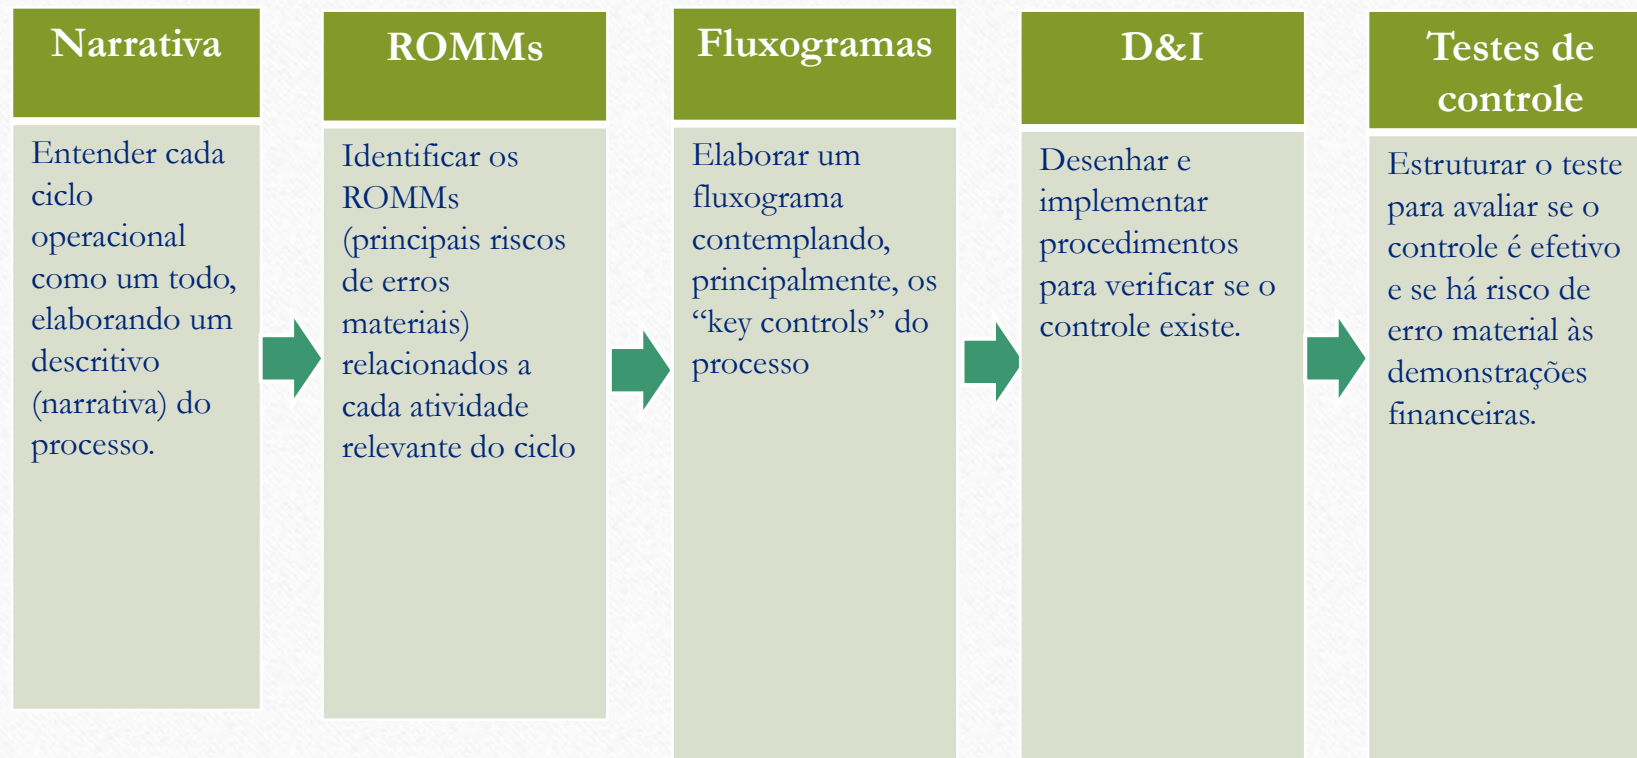 Narrativa
Entender cada
ciclo
operacional
como um todo,
elaborando um
descritivo
(narrativa) do
processo.
ROMMs
Identificar os
ROMMs
(principais riscos
de erros
materiais)
relacionados a
cada atividade
relevante do ciclo
Fluxogramas
Elaborar um
fluxograma
contemplando,
principalmente, os
“key controls” do
processo
D&I
Desenhar e
implementar
procedimentos
para verificar se o
controle existe.
Testes de
controle
Estruturar o teste
para avaliar se o
controle é efetivo
e se há risco de
erro material às
demonstrações
financeiras.